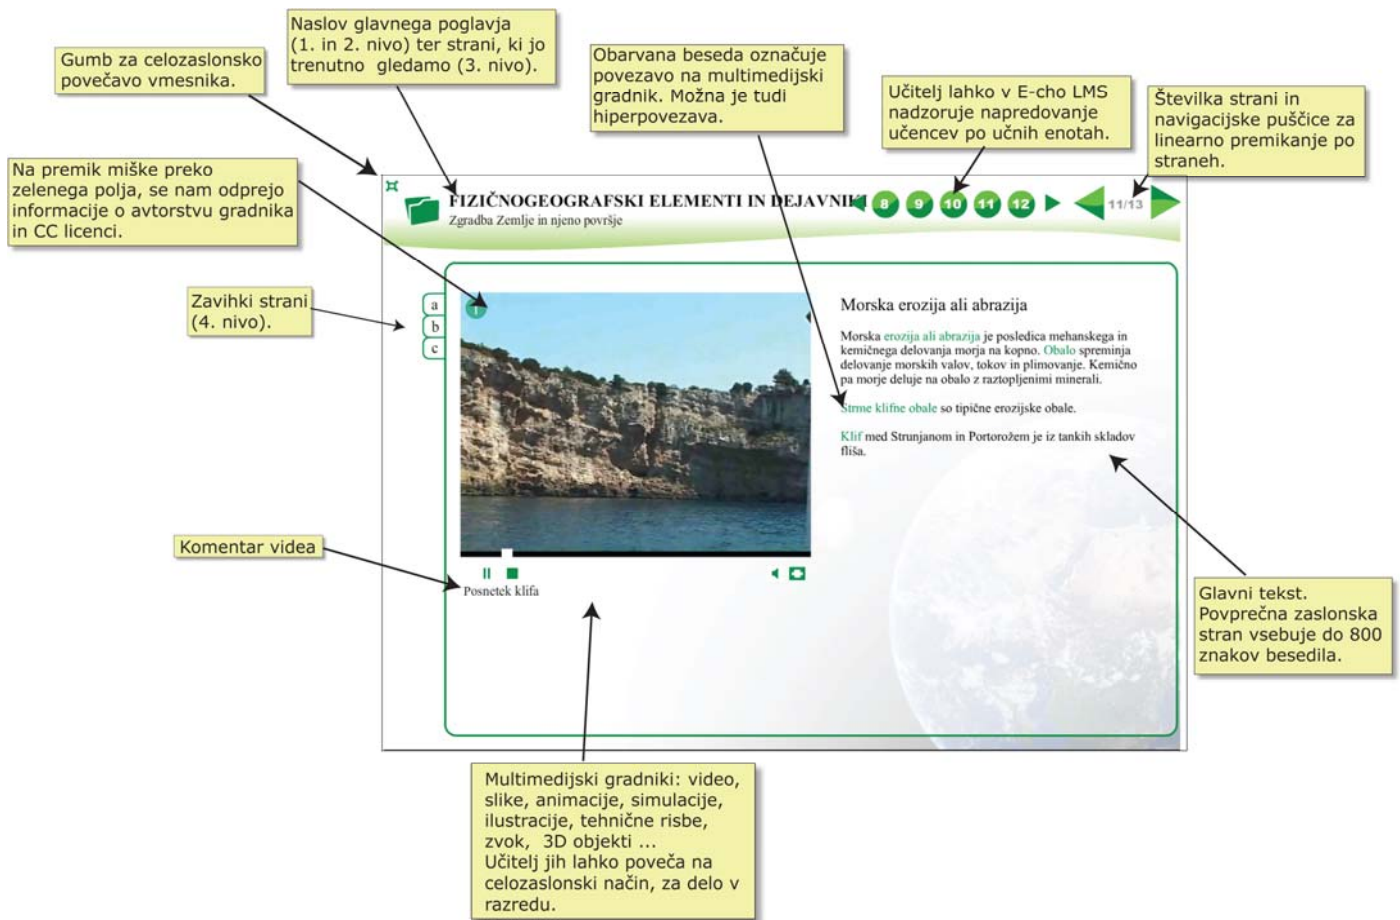 Naslov glavnega poglavja
(1. in 2. nivo) ter strani, ki jo
trenutno gledamo (3. nivo).
Gumb za celozaslonsko
povečavo vmesnika.
Obarvana beseda označuje
povezavo na multimedijski
gradnik. Možna je tudi
hiperpovezava.
Učitelj lahko v E-cho LMS
nadzoruje napredovanje
učencev po učnih enotah.
Številka strani in
navigacijske puščice za
linearno premikanje po
straneh.
Na premik miške preko
zelenega polja, se nam odprejo
informacije o avtorstvu gradnika
in CC licenci.
FIZIČNOGEOGRAFSKI ELEMENTI IN DEJAVNIKI
Zgradba Zemlje in njeno površje
8 9 10 11 12
11/13
Zavihki strani
(4. nivo).
a
b
c
i
Morska erozija ali abrazija
Morska erozija ali abrazija je posledica mehanskega in
kemičnega delovanja morja na kopno. Obalo spreminja
delovanje morskih valov, tokov in plimovanje. Kemično
pa morje deluje na obalo z raztopljenimi minerali.
Strme klifne obale so tipične erozijske obale.
Klif med Strunjanom in Portorožem je iz tankih skladov
fliša.
Komentar videa
Posnetek klifa
Glavni tekst.
Povprečna zaslonska
stran vsebuje do 800
znakov besedila.
Multimedijski gradniki: video,
slike, animacije, simulacije,
ilustracije, tehnične risbe,
zvok, 3D objekti ...
Učitelj jih lahko poveča na
celozaslonski način, za delo v
razredu.